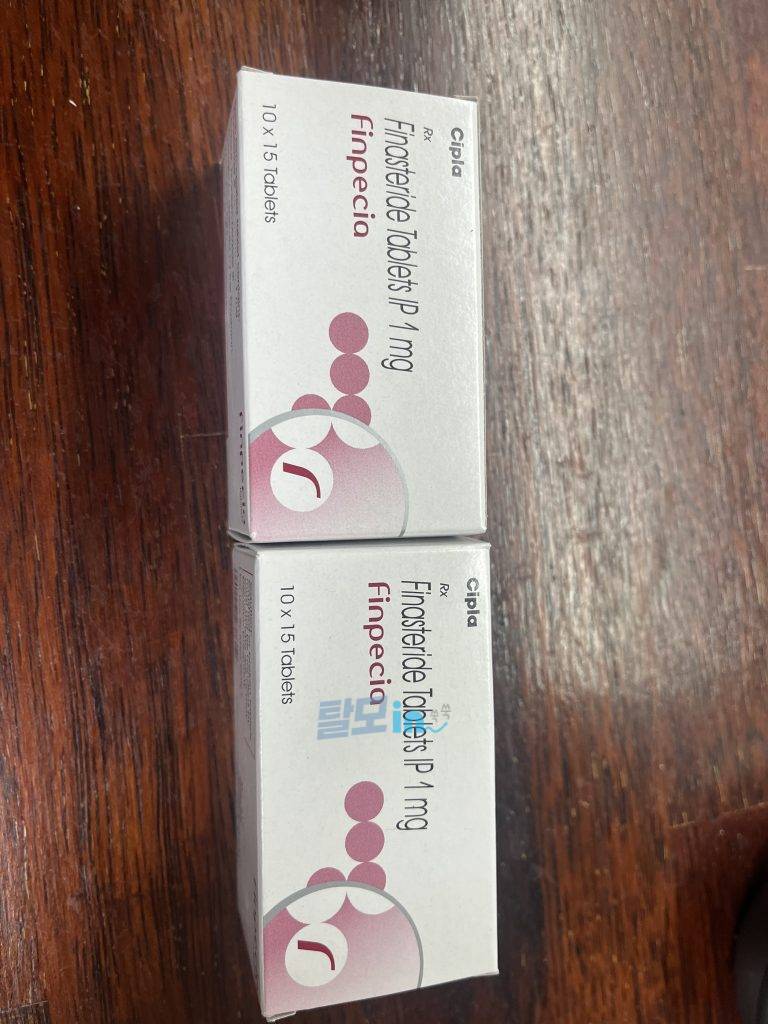 Cipla
Rx
Finasteride Tablets IP 1 mg
Finpecia
10 x 15 Tablets
Cipla
Rx
Finasteride Tablets IP 1 mg
Finpecia
10 x 15 Tablets
탈모